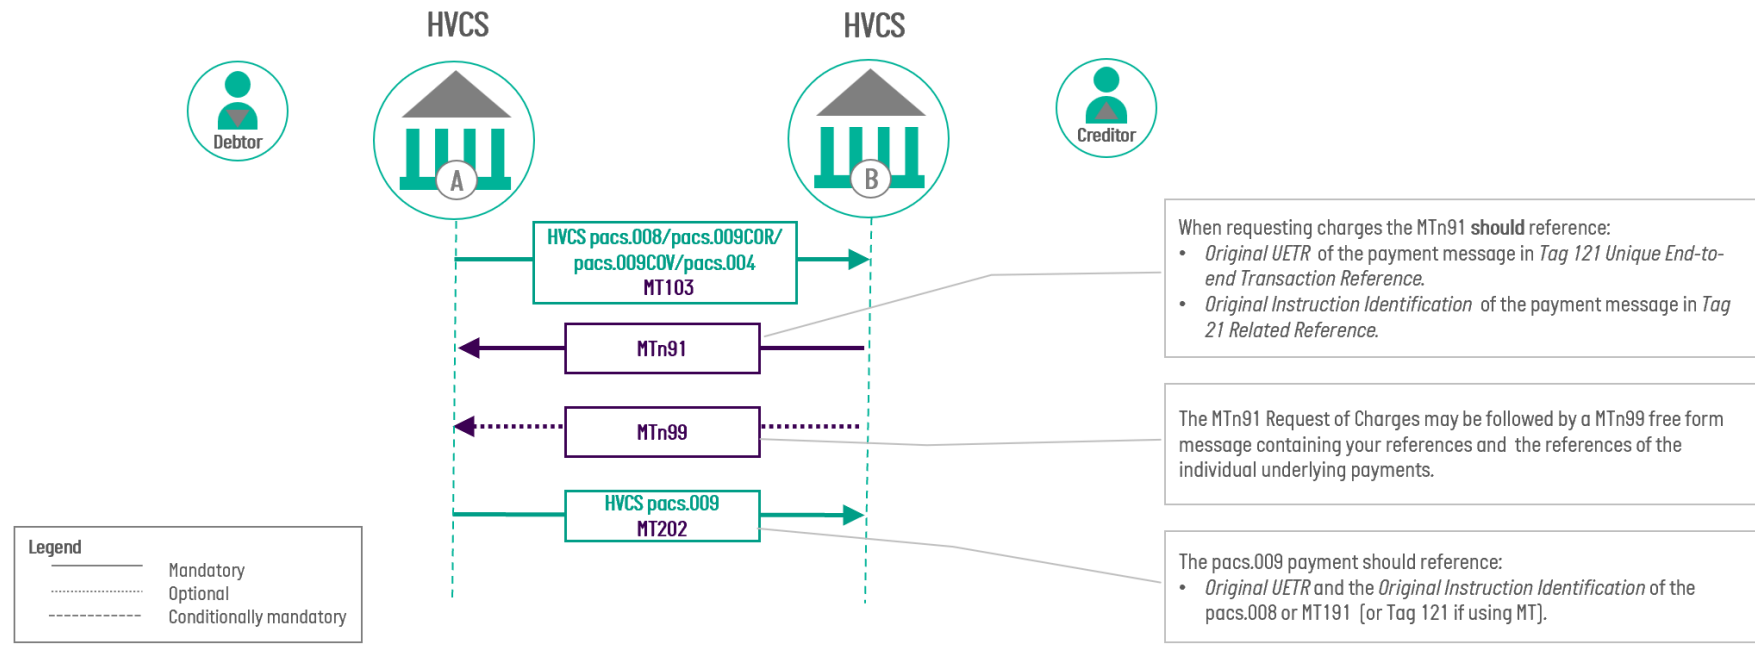 HVCS
HVCS
Debtor
A
B
Creditor
HVCS pacs.008/pacs.009COR/
pacs.009COV/pacs.004
MT103
When requesting charges the MTn91 should reference:
• Original UETR of the payment message in Tag 121 Unique End-to-
end Transaction Reference.
• Original Instruction Identification of the payment message in Tag
21 Related Reference.
MTn91
The MTn91 Request of Charges may be followed by a MTn99 free form
message containing your references and the references of the
individual underlying payments.
MTn99
HVCS pacs.009
MT202
The pacs.009 payment should reference:
• Original UETR and the Original Instruction Identification of the
pacs.008 or MT191 (or Tag 121 if using MT).
Legend
Mandatory
Optional
Conditionally mandatory